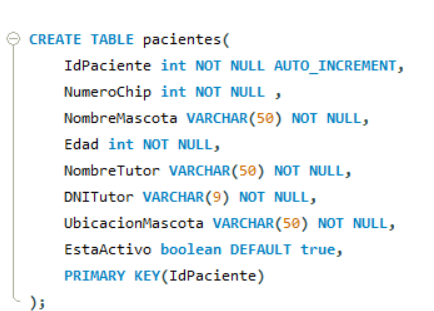 CREATE TABLE pacientes(
IdPaciente int NOT NULL AUTO_INCREMENT,
NumeroChip int NOT NULL ,
NombreMascota VARCHAR(50) NOT NULL,
Edad int NOT NULL,
NombreTutor VARCHAR(50) NOT NULL,
DNITutor VARCHAR(9) NOT NULL,
UbicacionMascota VARCHAR(50) NOT NULL,
EstaActivo boolean DEFAULT true,
PRIMARY KEY(IdPaciente)
);